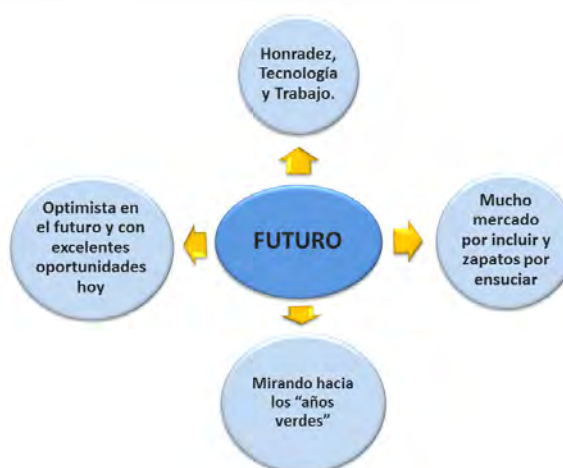 Honradez,
Tecnología
y Trabajo.
Optimista en
el futuro y con
excelentes
oportunidades
hoy
FUTURO
Mucho
mercado
por incluir y
zapatos por
ensuciar
Mirando hacia
los “años
verdes”